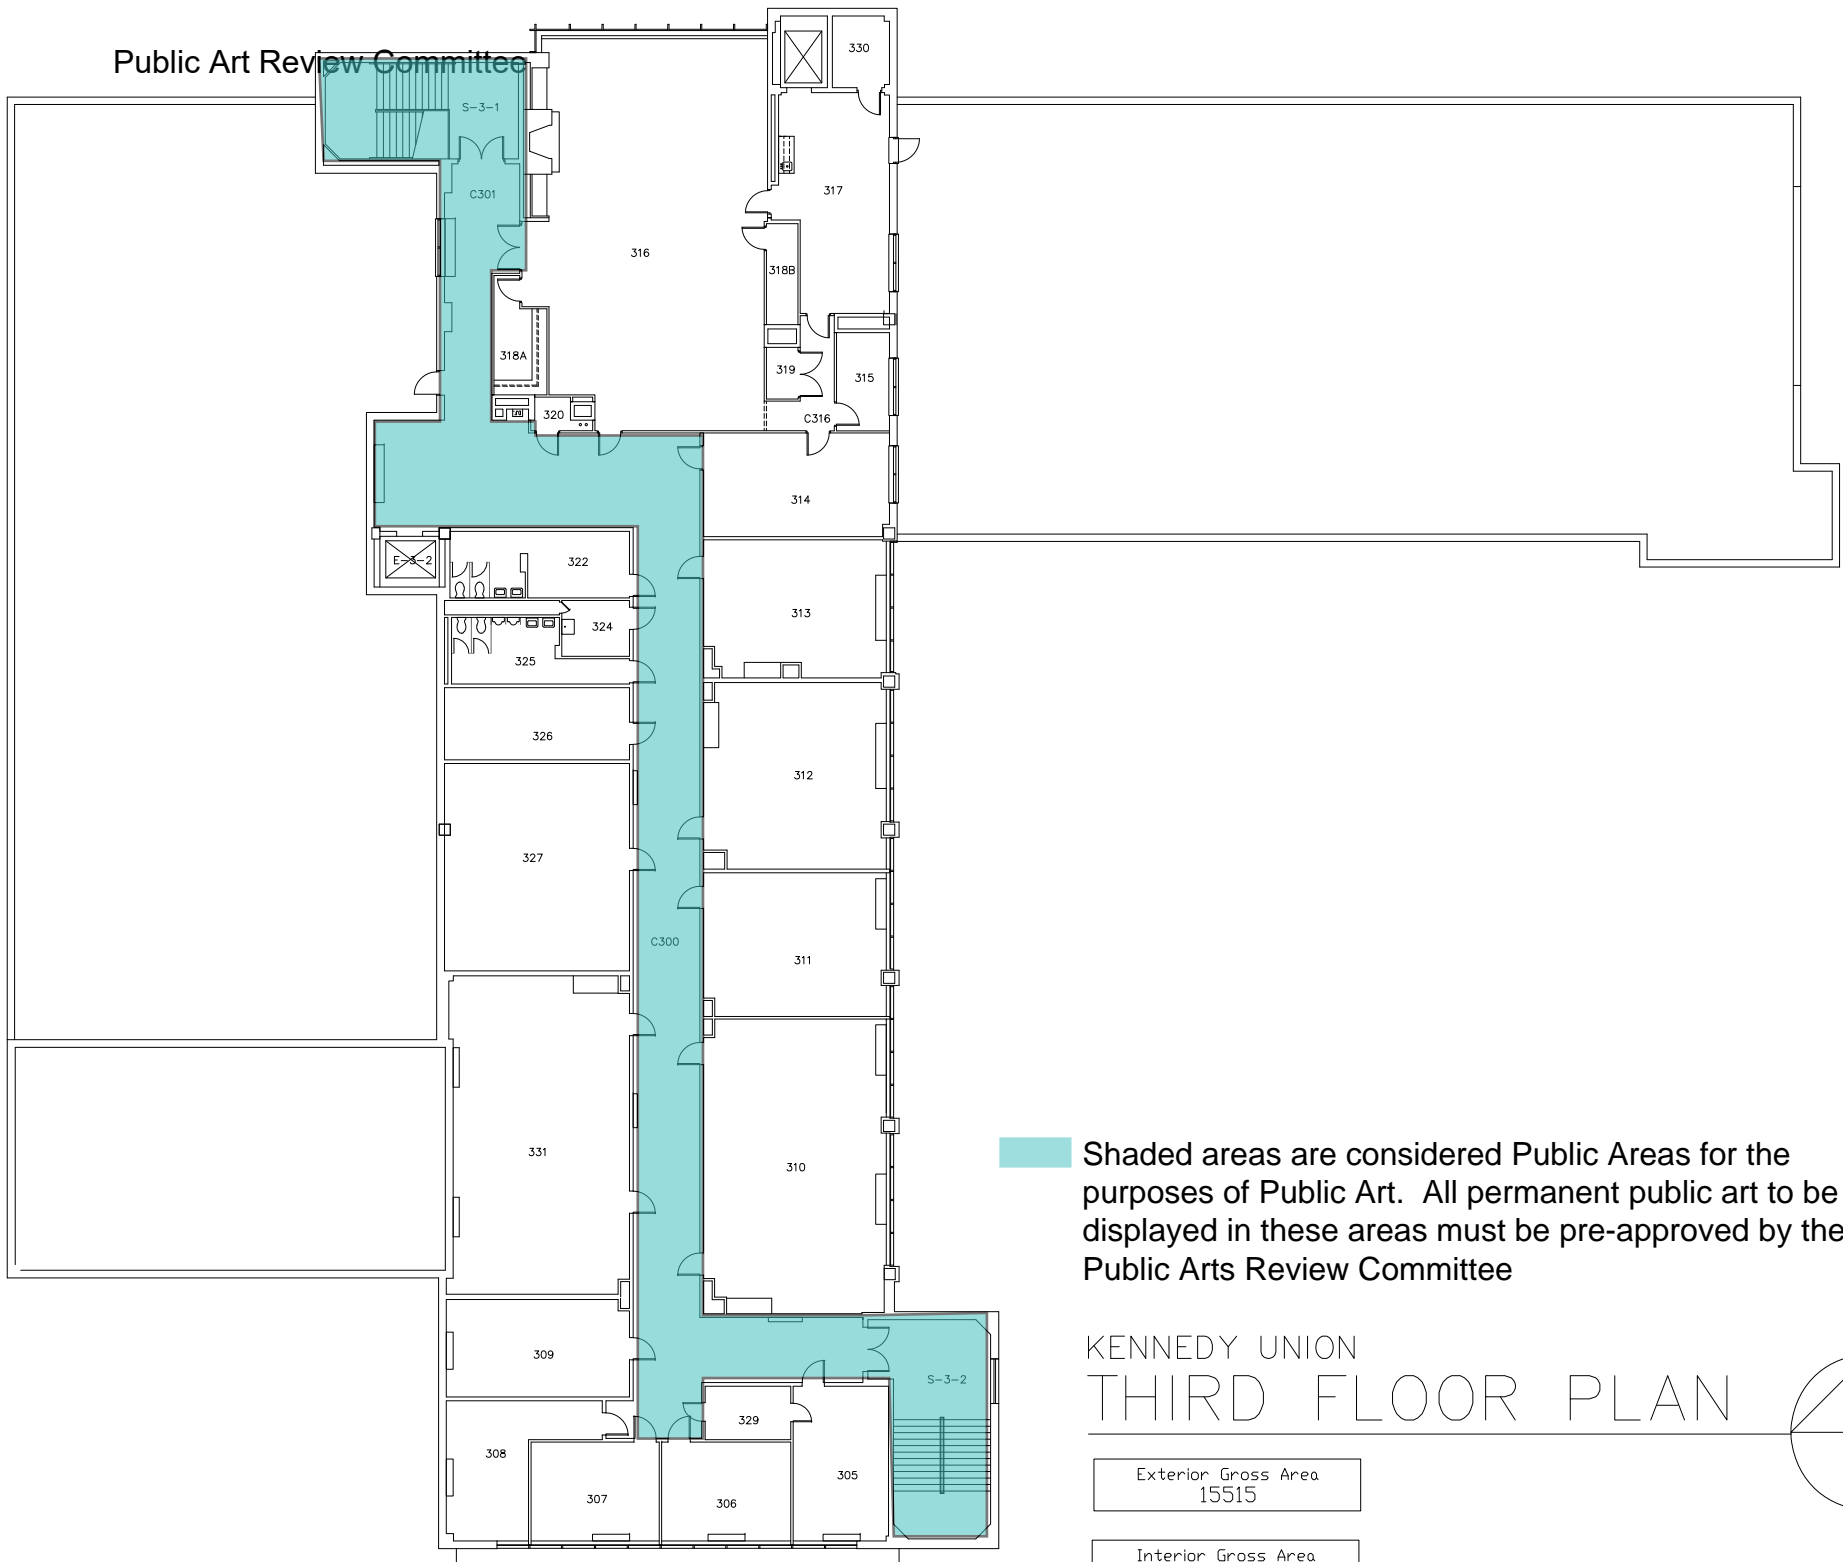 Public Art Review Committee
330
S-3-1
C301
317
316
318B
318A
319
315
320
C316
314
E-3-2
322
313
324
325
326
312
327
C300
311
331
310
Shaded areas are considered Public Areas for the
purposes of Public Art. All permanent public art to be
displayed in these areas must be pre-approved by the
Public Arts Review Committee
309
S-3-2
329
308
305
307
306
KENNEDY UNION
THIRD FLOOR PLAN
Exterior Gross Area
15515
Interior Gross Area